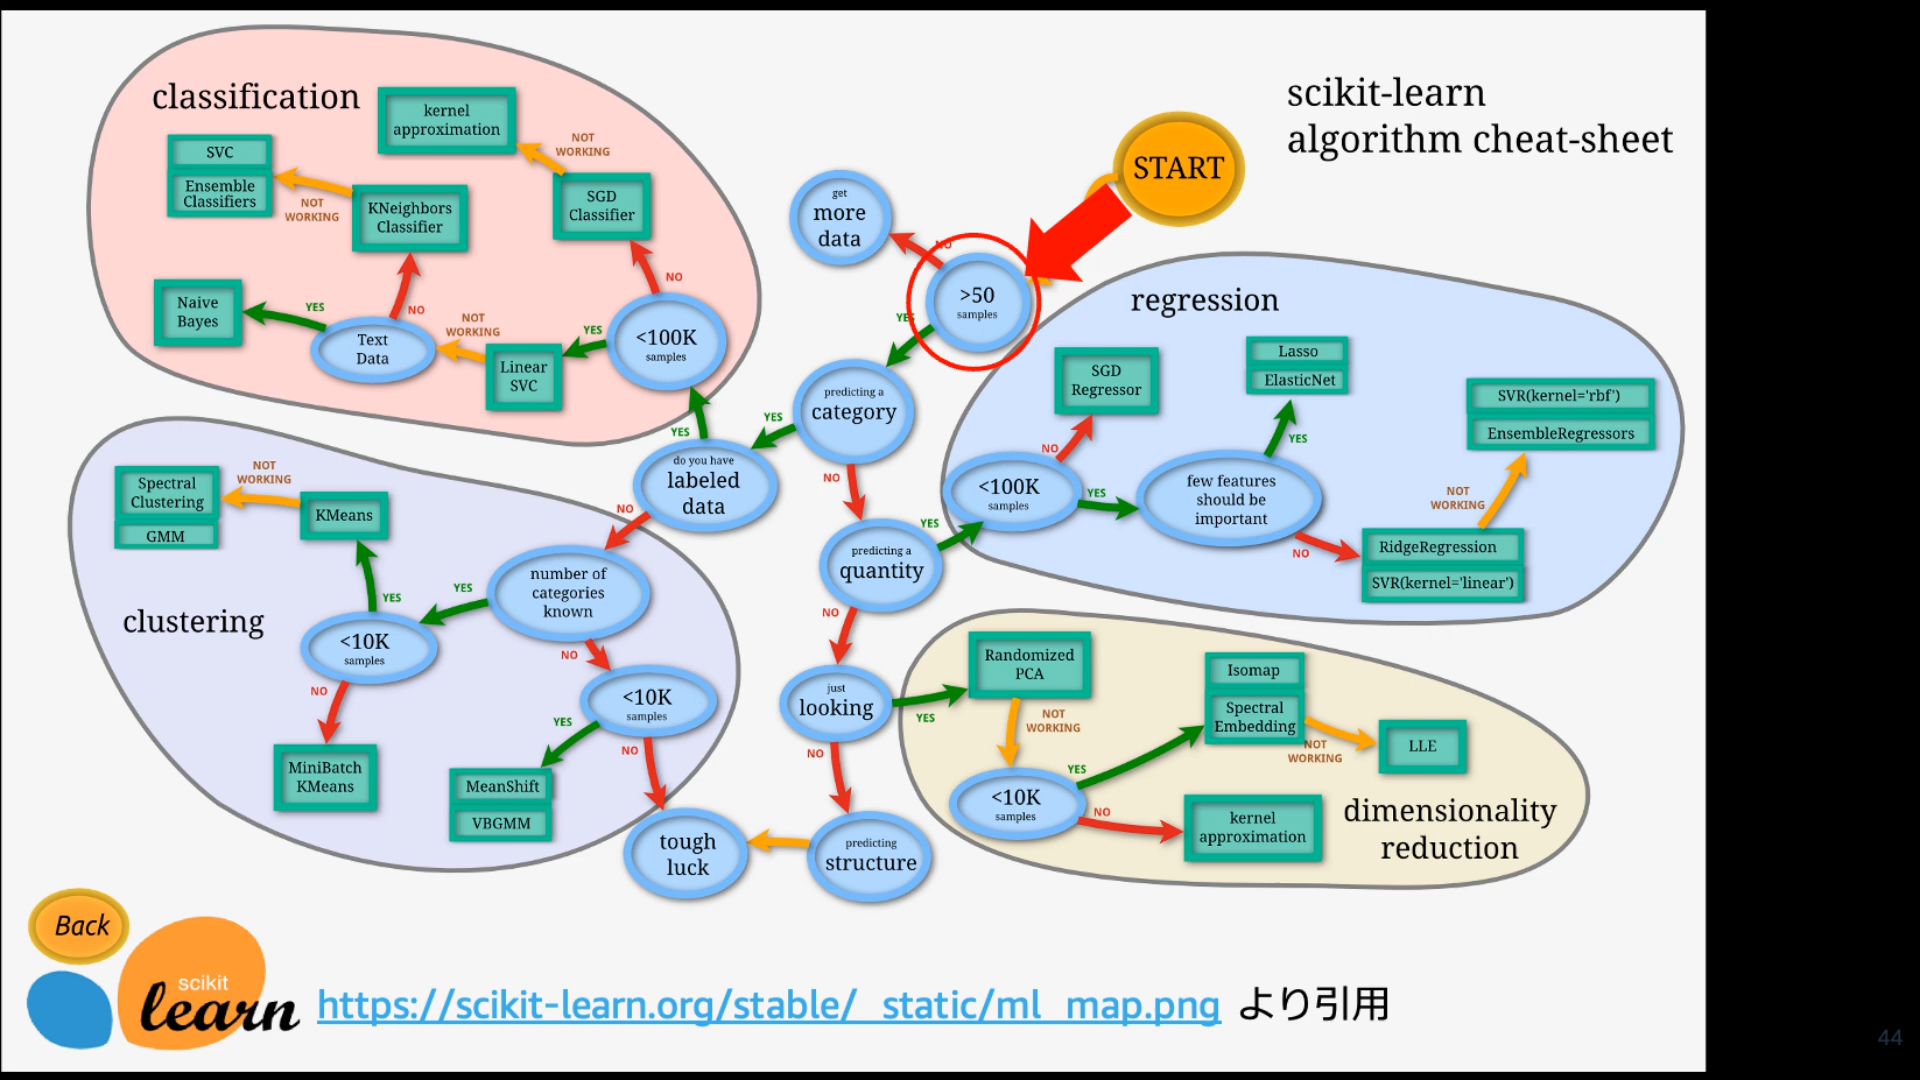 scikit-learn
algorithm cheat-sheet
classification
kernel
approximation
NOT
WORKING
SVC
Ensemble
Classifiers
NOT
WORKING
KNeighbors
Classifier
SGD
Classifier
NO
Naive
Bayes
YES
NO
Text
Data
NOT
WORKING
Linear
SVC
YES
<100K
samples
START
get
more
data
NO
>50
samples
YES
predicting a
category
YES
NO
do you have
labeled
data
YES
NO
predicting a
quantity
YES
NO
just
looking
YES
NO
predicting
structure
tough
luck
regression
SGD
Regressor
Lasso
ElasticNet
SVR(kernel='rbf')
EnsembleRegressors
YES
NO
<100K
samples
YES
few features
should be
important
NOT
WORKING
NO
RidgeRegression
SVR(kernel='linear')
clustering
Spectral
Clustering
GMM
NOT
WORKING
KMeans
number of
categories
known
YES
YES
<10K
samples
NO
NO
<10K
samples
YES
NO
MiniBatch
KMeans
MeanShift
VBGMM
dimensionality
reduction
Randomized
PCA
NOT
WORKING
Isomap
Spectral
Embedding
NOT
WORKING
LLE
YES
<10K
samples
NO
kernel
approximation
Back
scikit
learn
https://scikit-learn.org/stable/_static/ml_map.png より引用
44